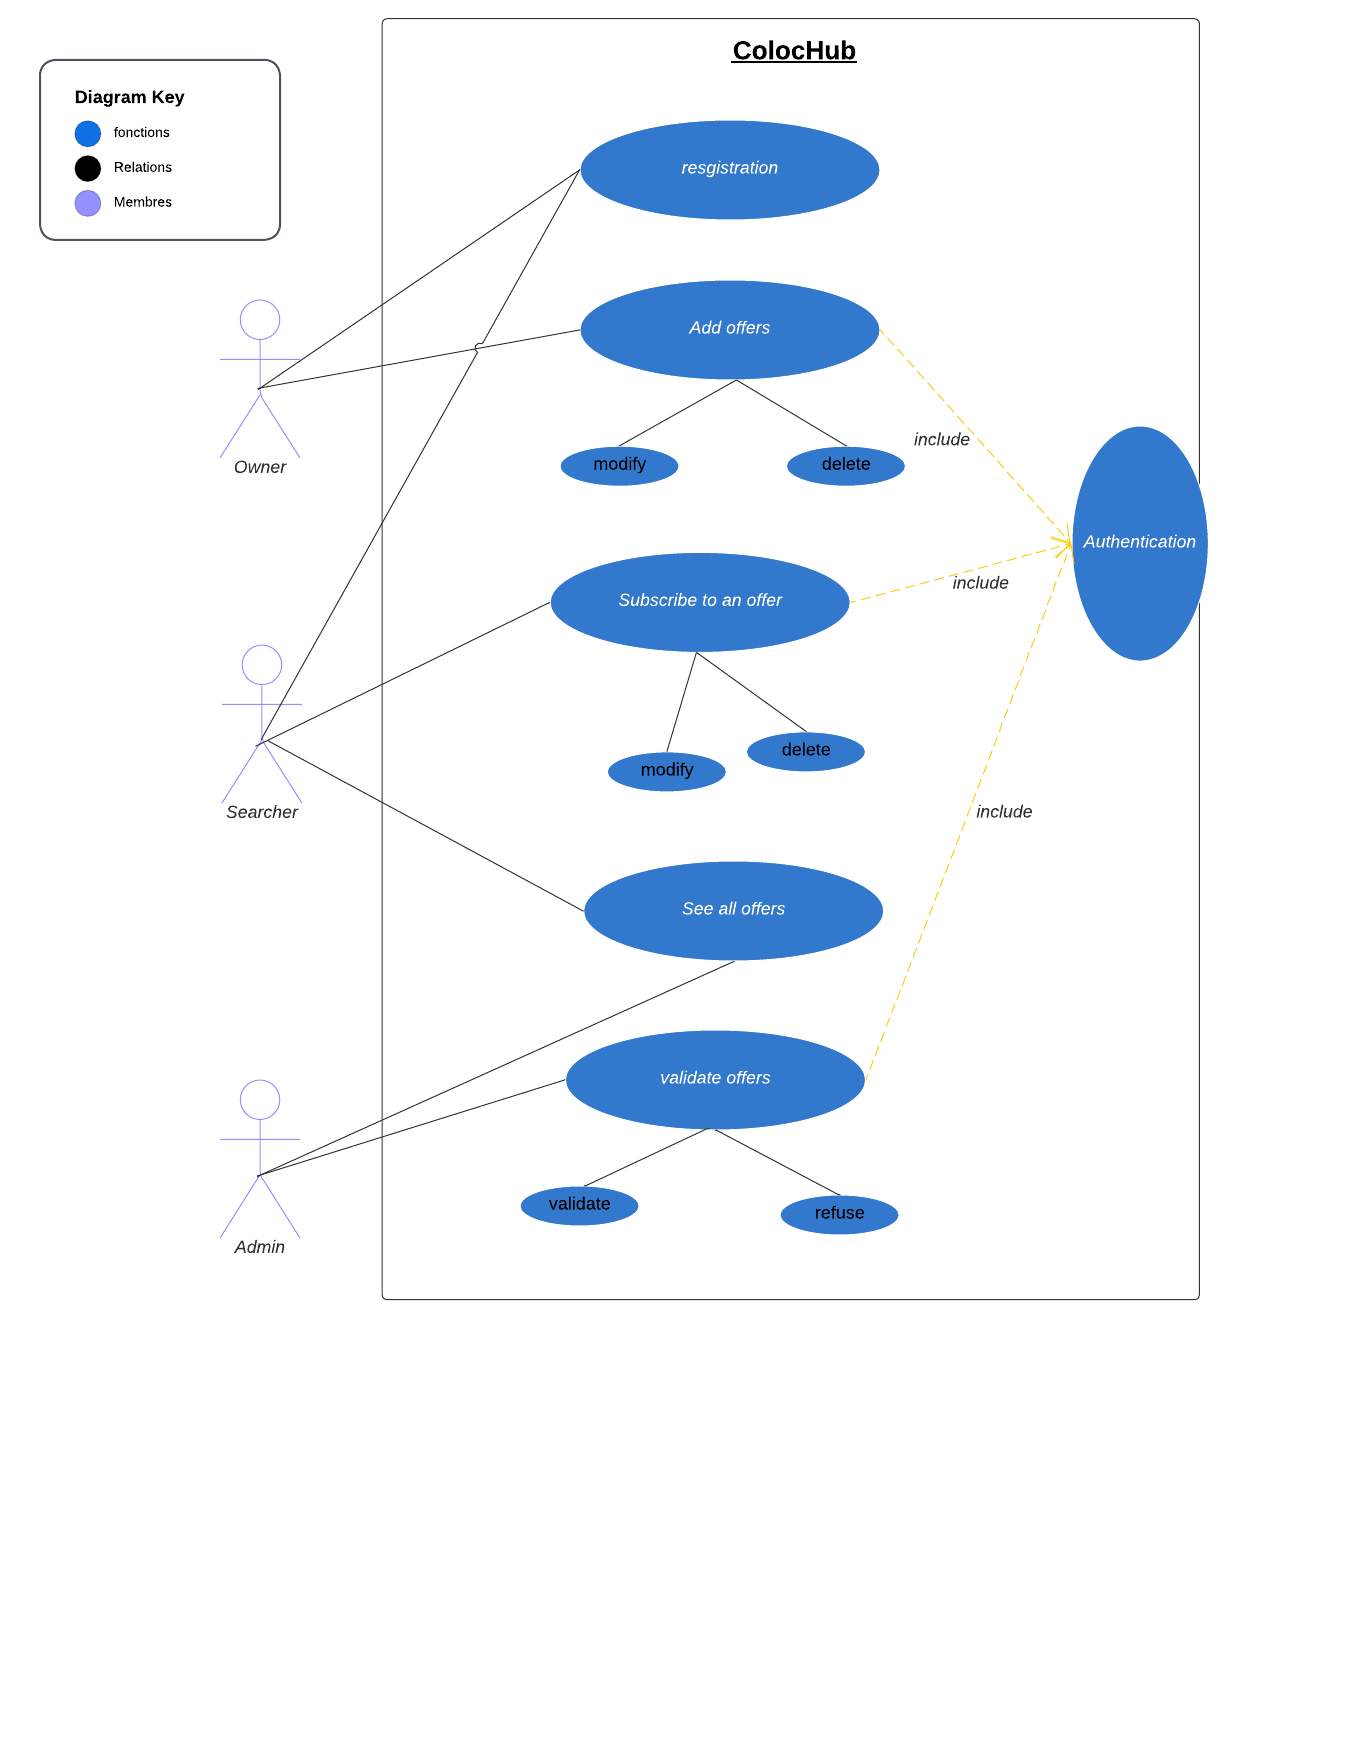 ColocHub
Diagram Key
fonctions
Relations
Membres
resgistration
Add offers
include
modify
delete
Owner
Authentication
include
Subscribe to an offer
modify
delete
Searcher
include
See all offers
validate offers
validate
refuse
Admin